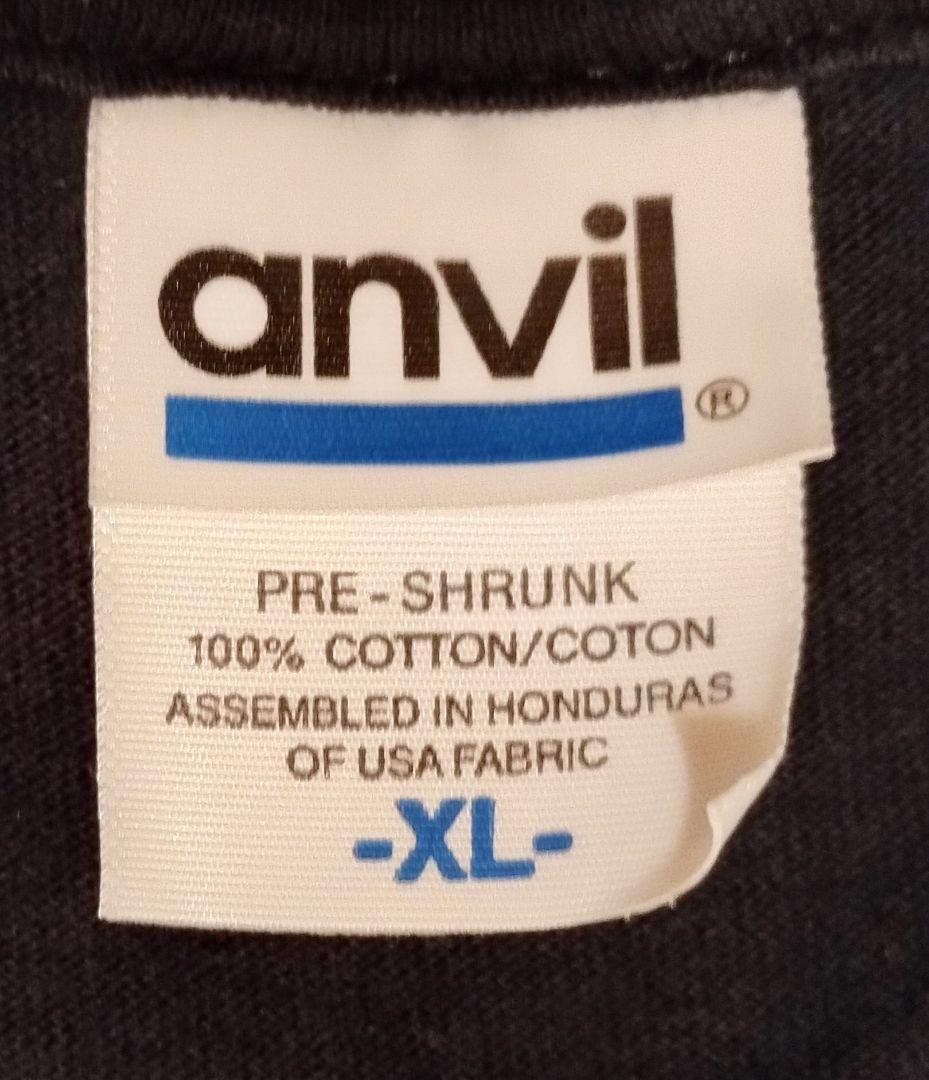 anvil
®
PRE-SHRUNK
100% COTTON/COTON
ASSEMBLED IN HONDURAS
OF USA FABRIC
-XL-